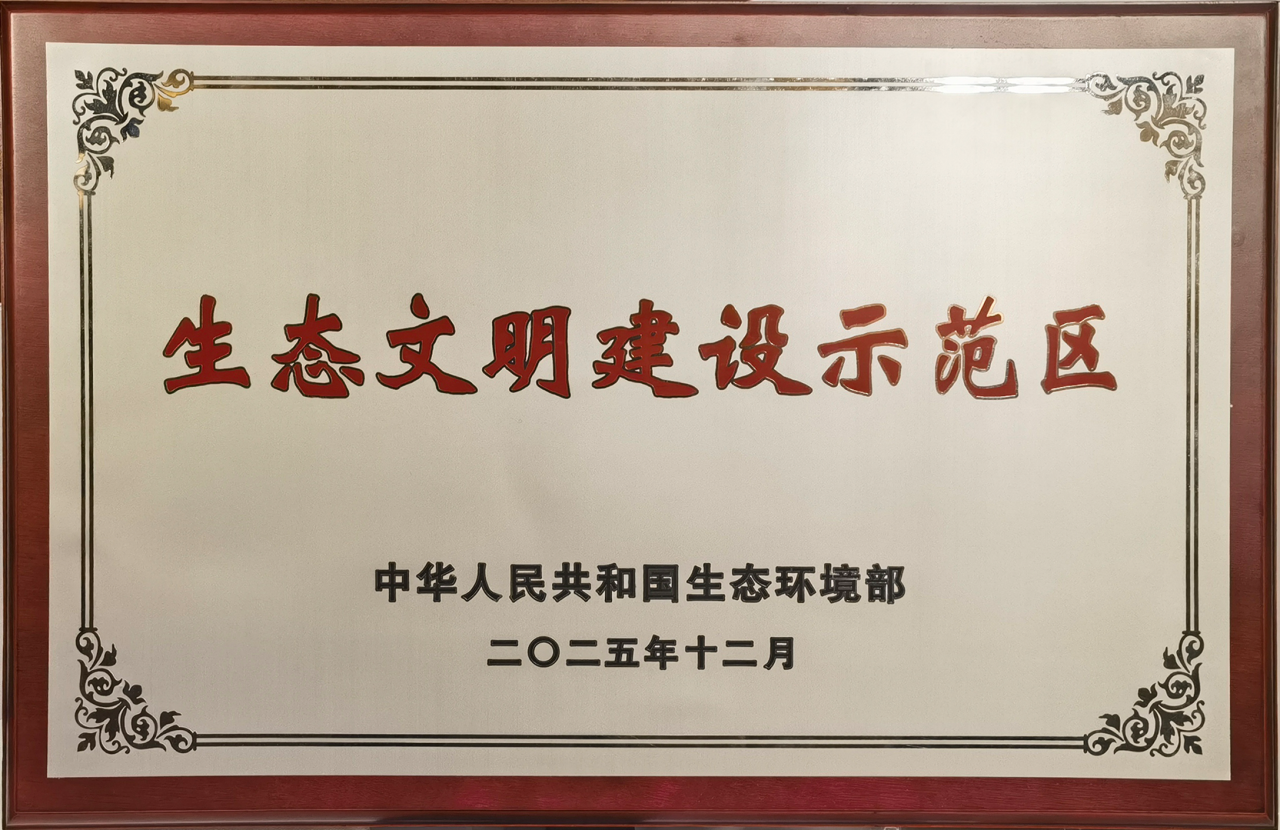 生态文明建设示范区
中华人民共和国生态环境部
二〇二五年十二月